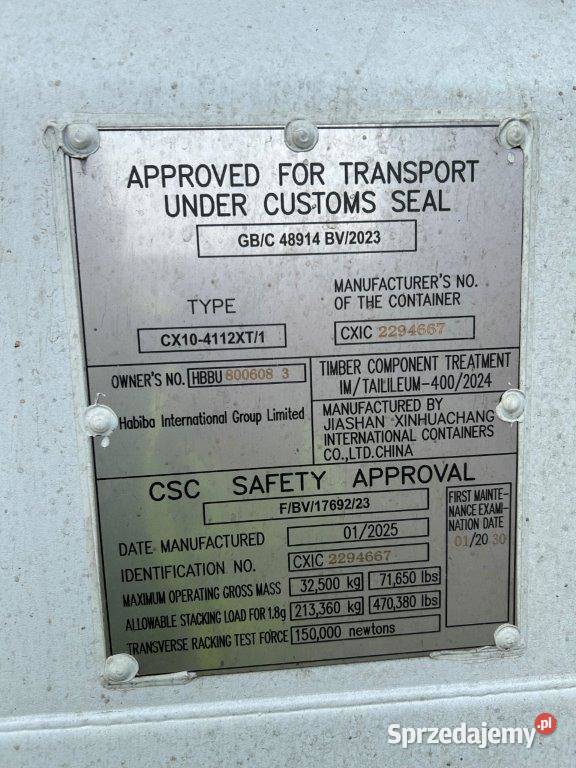 APPROVED FOR TRANSPORT
UNDER CUSTOMS SEAL
GB/C 48914 BV/2023
TYPE
CX10-4112XT/1
MANUFACTURER'S NO.
OF THE CONTAINER
CXIC 2294667
OWNER'S NO. HBBU 800608 3
Habiba International Group Limited
TIMBER COMPONENT TREATMENT
IM/TAILILEUM-400/2024
MANUFACTURED BY
JIASHAN XINHUACHANG
INTERNATIONAL CONTAINERS
CO.,LTD.CHINA
CSC SAFETY APPROVAL
F/BV/17692/23
DATE MANUFACTURED 01/2025
IDENTIFICATION NO. CXIC 2294667
MAXIMUM OPERATING GROSS MASS 32,500 kg 71,650 lbs
ALLOWABLE STACKING LOAD FOR 1.8g 213,360 kg 470,380 lbs
TRANSVERSE RACKING TEST FORCE 150,000 newtons
FIRST MAINTE-
NANCE EXAMI-
NATION DATE
01/20 30
Sprzedajemy.pl